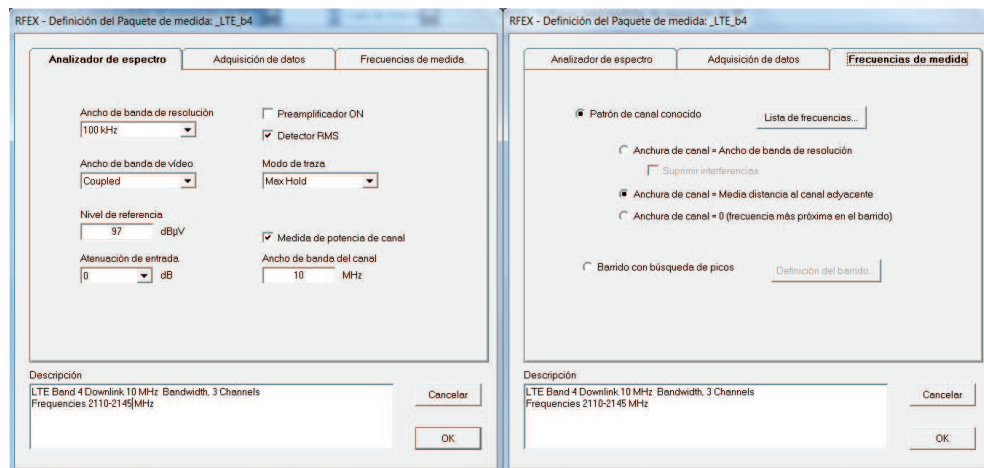 RFEX - Definición del Paquete de medida: _LTE_b4
Analizador de espectro
Adquisición de datos
Frecuencias de medida
Ancho de banda de resolución
100 kHz
Preamplificador ON
Detector RMS
Ancho de banda de vídeo
Coupled
Modo de traza
Max Hold
Nivel de referencia
97 dBµV
Medida de potencia de canal
Atenuación de entrada
0 dB
Ancho de banda del canal
10 MHz
Descripción
LTE Band 4 Downlink 10 MHz Bandwidth, 3 Channels
Frequencies 2110-2145 MHz
Cancelar
OK
RFEX - Definición del Paquete de medida: _LTE_b4
Analizador de espectro
Adquisición de datos
Frecuencias de medida
Patrón de canal conocido
Lista de frecuencias...
Anchura de canal = Ancho de banda de resolución
Suprimir interferencias
Anchura de canal = Media distancia al canal adyacente
Anchura de canal = 0 (frecuencia más próxima en el barrido)
Barrido con búsqueda de picos
Definición del barrido...
Descripción
LTE Band 4 Downlink 10 MHz Bandwidth, 3 Channels
Frequencies 2110-2145 MHz
Cancelar
OK